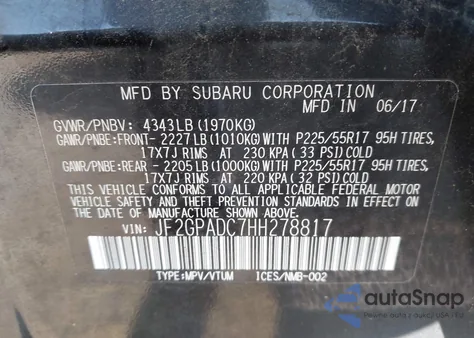 MFD BY SUBARU CORPORATION
MFD IN 06/17
GVWR/PNBV: 4343LB (1970KG)
GAWR/PNBE:FRONT- 2227LB (1010KG) WITH P225/55R17 95H TIRES,
17X7J RIMS AT 230 KPA (33 PSI) COLD
GAWR/PNBE:REAR - 2205LB (1000KG) WITH P225/55R17 95H TIRES,
17X7J RIMS AT 220 KPA (32 PSI) COLD
THIS VEHICLE CONFORMS TO ALL APPLICABLE FEDERAL MOTOR
VEHICLE SAFETY AND THEFT PREVENTION STANDARDS IN EFFECT
ON THE DATE OF MANUFACTURE SHOWN ABOVE.
VIN: JF2GPADC7HH278817
TYPE:MPV/VTUM ICES/NMB-002
autoSnap